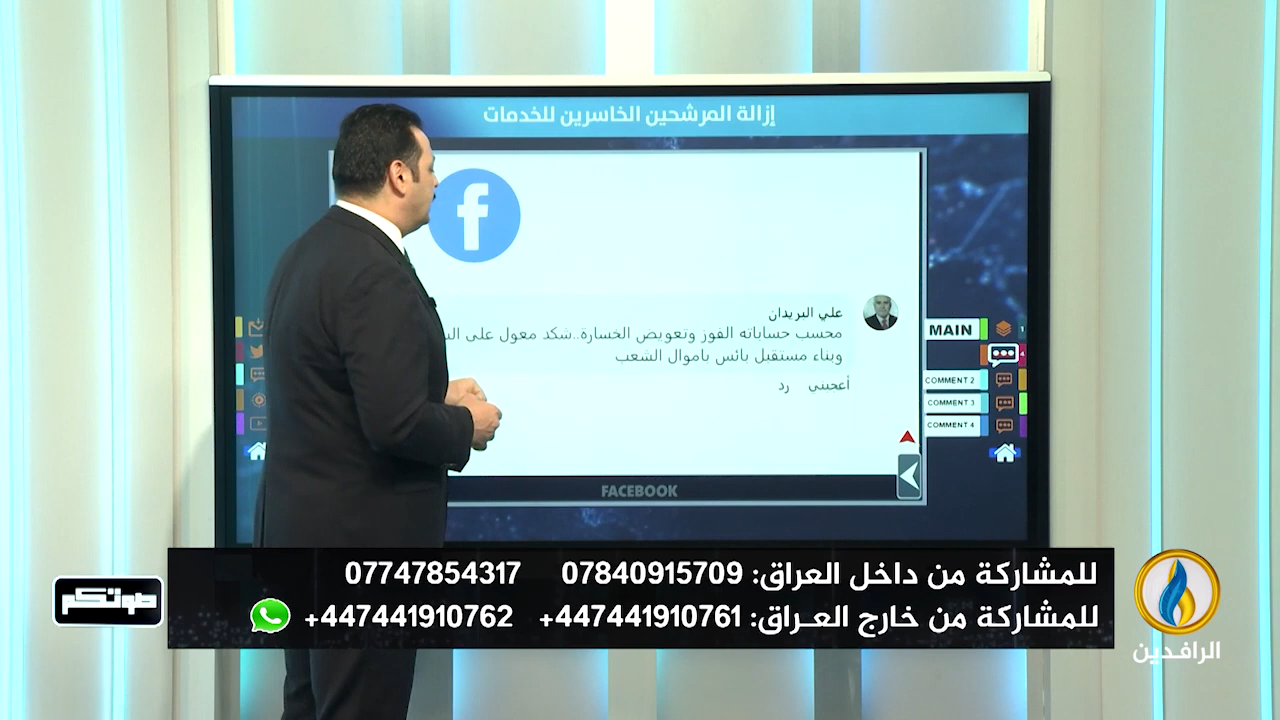 إزالة المرشحين الخاسرين للخدمات
علي البريدان
محسب حساباته الفوز وتعويض الخسارة..شكد معول على
وبناء مستقبل بائس باموال الشعب
أعجبني رد
FACEBOOK
MAIN
COMMENT 2
COMMENT 3
COMMENT 4
للمشاركة من داخل العراق: 07840915709 07747854317
للمشاركة من خارج العـراق: 447441910761+ 447441910762+
صوتكم
الرافدين